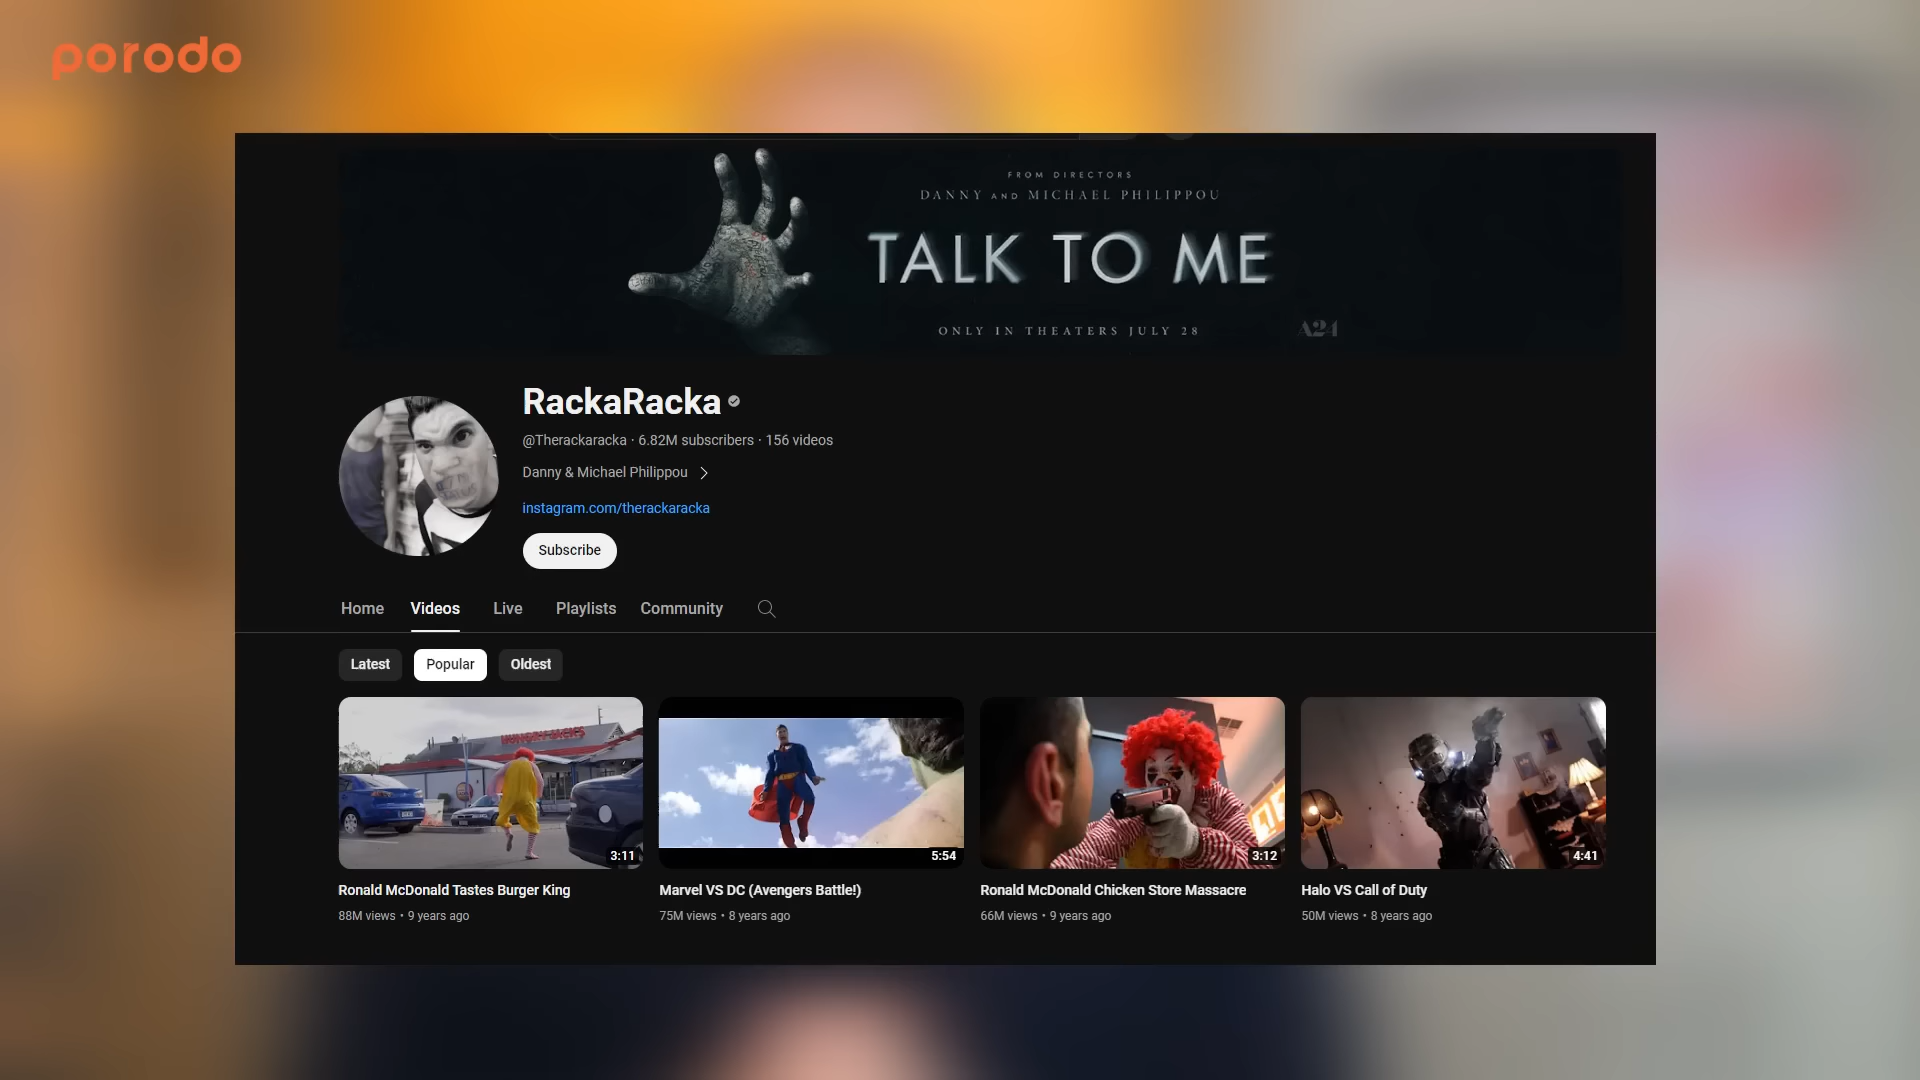 porodo
FROM DIRECTORS
DANNY AND MICHAEL PHILIPPOU
TALK TO ME
ONLY IN THEATERS JULY 28
A24
RackaRacka
@Therackaracka · 6.82M subscribers · 156 videos
Danny & Michael Philippou
instagram.com/therackaracka
Subscribe
Home Videos Live Playlists Community
Latest Popular Oldest
HUNGRY JACK'S
3:11
5:54
3:12
4:41
Ronald McDonald Tastes Burger King
88M views • 9 years ago
Marvel VS DC (Avengers Battle!)
75M views • 8 years ago
Ronald McDonald Chicken Store Massacre
66M views • 9 years ago
Halo VS Call of Duty
50M views • 8 years ago